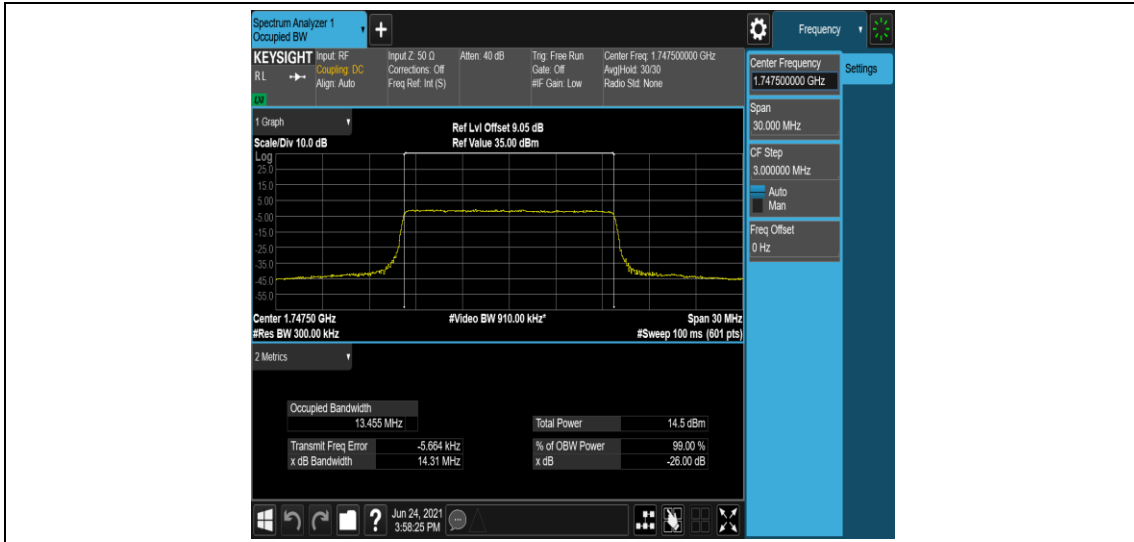 Spectrum Analyzer 1
Occupied BW
+
Frequency
KEYSIGHT
RL
LXI
Input: RF
Coupling: DC
Align: Auto
Input Z: 50 Ω
Corrections: Off
Freq Ref: Int (S)
Atten: 40 dB
Trig: Free Run
Gate: Off
#IF Gain: Low
Center Freq: 1.747500000 GHz
Avg|Hold: 30/30
Radio Std: None
Center Frequency
1.747500000 GHz
Settings
Span
30.000 MHz
CF Step
3.000000 MHz
Auto
Man
Freq Offset
0 Hz
1 Graph
Ref Lvl Offset 9.05 dB
Scale/Div 10.0 dB
Ref Value 35.00 dBm
Log
25.0
15.0
5.00
-5.00
-15.0
-25.0
-35.0
-45.0
-55.0
Center 1.74750 GHz
#Video BW 910.00 kHz*
Span 30 MHz
#Res BW 300.00 kHz
#Sweep 100 ms (601 pts)
2 Metrics
Occupied Bandwidth
13.455 MHz
Total Power 14.5 dBm
Transmit Freq Error -5.664 kHz
% of OBW Power 99.00 %
x dB Bandwidth 14.31 MHz
x dB -26.00 dB
?
Jun 24, 2021
3:58:25 PM